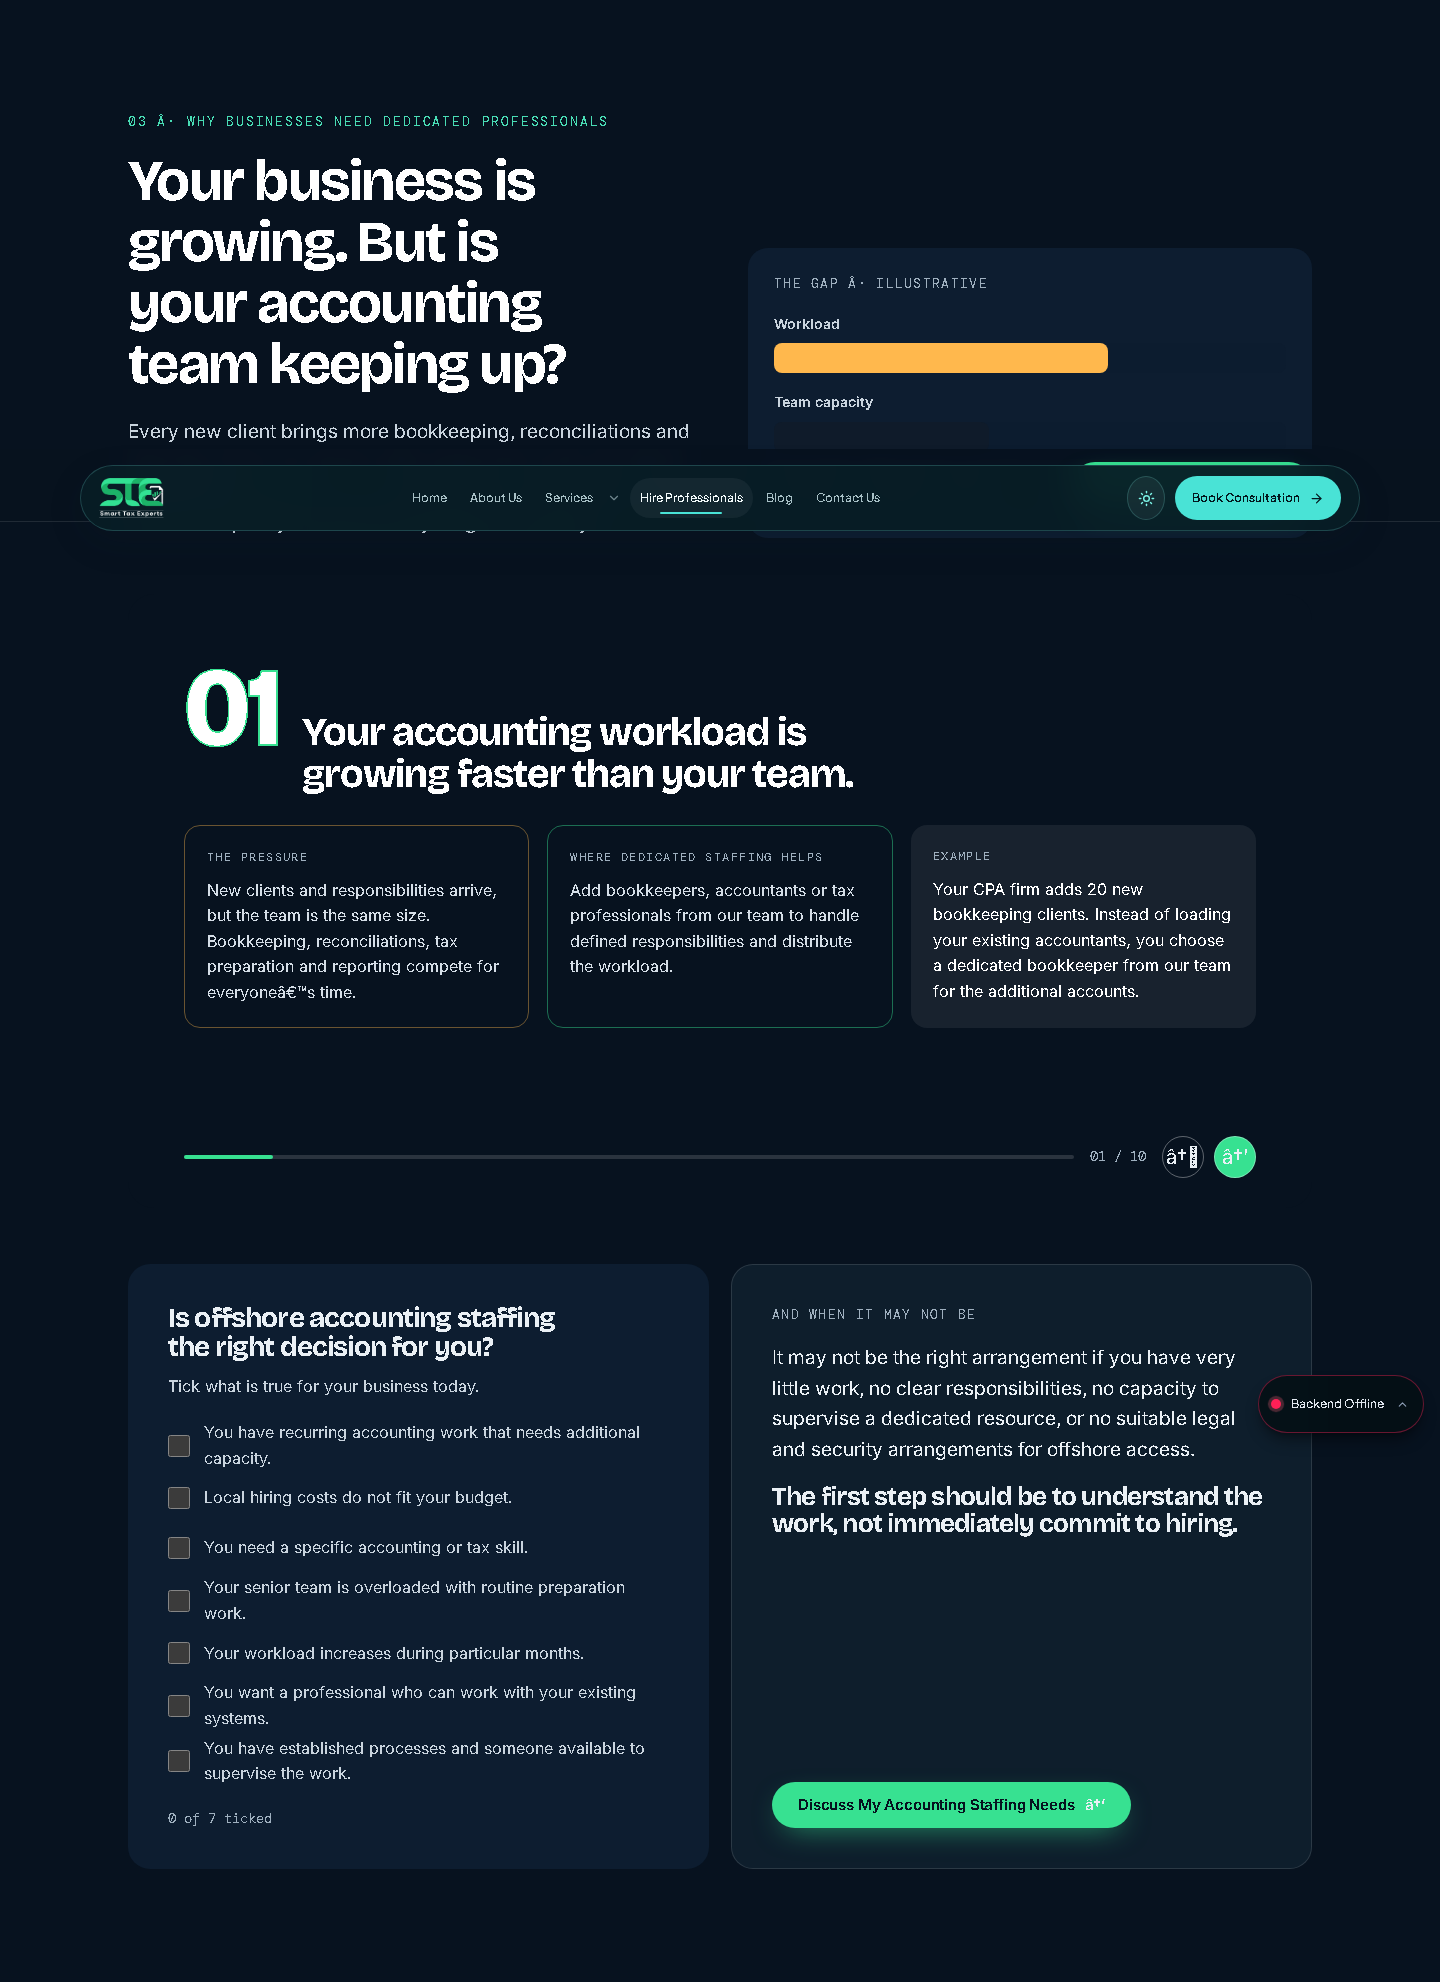 03 Â· WHY BUSINESSES NEED DEDICATED PROFESSIONALS
Your business is
growing. But is
your accounting
team keeping up?
Every new client brings more bookkeeping, reconciliations and
THE GAP Â· ILLUSTRATIVE
Workload
Team capacity
STE
Smart Tax Experts
Home
About Us
Services
Hire Professionals
Blog
Contact Us
Book Consultation →
01
Your accounting workload is
growing faster than your team.
THE PRESSURE
New clients and responsibilities arrive,
but the team is the same size.
Bookkeeping, reconciliations, tax
preparation and reporting compete for
everyoneâ€™s time.
WHERE DEDICATED STAFFING HELPS
Add bookkeepers, accountants or tax
professionals from our team to handle
defined responsibilities and distribute
the workload.
EXAMPLE
Your CPA firm adds 20 new
bookkeeping clients. Instead of loading
your existing accountants, you choose
a dedicated bookkeeper from our team
for the additional accounts.
01 / 10
â†
â†’
Is offshore accounting staffing
the right decision for you?
Tick what is true for your business today.
You have recurring accounting work that needs additional
capacity.
Local hiring costs do not fit your budget.
You need a specific accounting or tax skill.
Your senior team is overloaded with routine preparation
work.
Your workload increases during particular months.
You want a professional who can work with your existing
systems.
You have established processes and someone available to
supervise the work.
0 of 7 ticked
AND WHEN IT MAY NOT BE
It may not be the right arrangement if you have very
little work, no clear responsibilities, no capacity to
supervise a dedicated resource, or no suitable legal
and security arrangements for offshore access.
The first step should be to understand the
work, not immediately commit to hiring.
Discuss My Accounting Staffing Needs â†’
Backend Offline